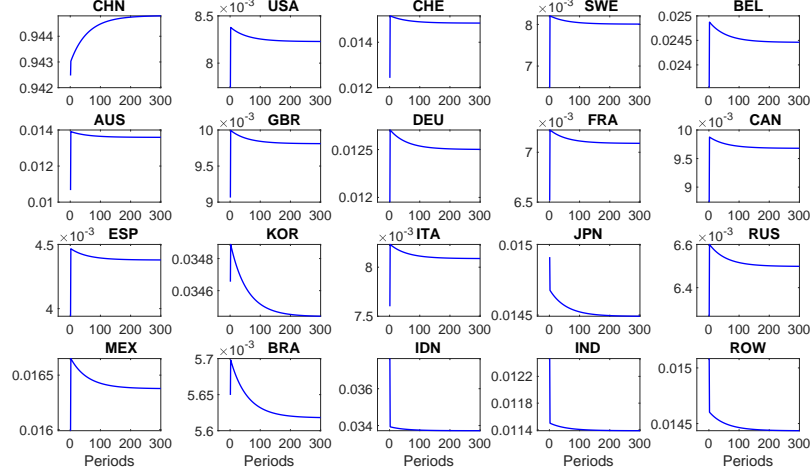 CHN
0.944
0.943
0.942
0 100 200 300
×10⁻³ USA
8.5
8
0 100 200 300
CHE
0.014
0.012
0 100 200 300
×10⁻³ SWE
8
7
0 100 200 300
BEL
0.025
0.0245
0.024
0 100 200 300
AUS
0.014
0.012
0.01
0 100 200 300
×10⁻³ GBR
10
9.5
9
0 100 200 300
DEU
0.0125
0.012
0 100 200 300
×10⁻³ FRA
7
6.5
0 100 200 300
×10⁻³ CAN
10
9.5
9
0 100 200 300
×10⁻³ ESP
4.5
4
0 100 200 300
KOR
0.0348
0.0346
0 100 200 300
×10⁻³ ITA
8
7.5
0 100 200 300
JPN
0.015
0.0145
0 100 200 300
×10⁻³ RUS
6.6
6.4
0 100 200 300
MEX
0.0165
0.016
0 100 200 300
Periods
×10⁻³ BRA
5.7
5.65
5.6
0 100 200 300
Periods
IDN
0.036
0.034
0 100 200 300
Periods
IND
0.0122
0.0118
0.0114
0 100 200 300
Periods
ROW
0.015
0.0145
0 100 200 300
Periods